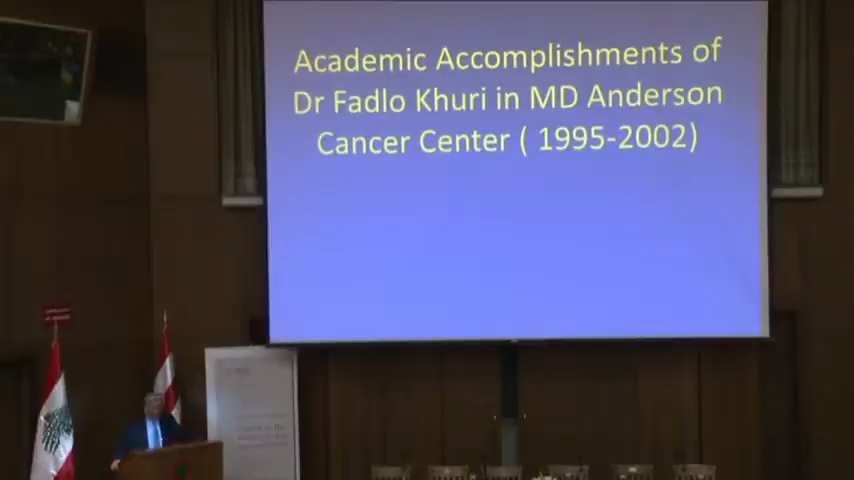 Academic Accomplishments of
Dr Fadlo Khuri in MD Anderson
Cancer Center ( 1995-2002)